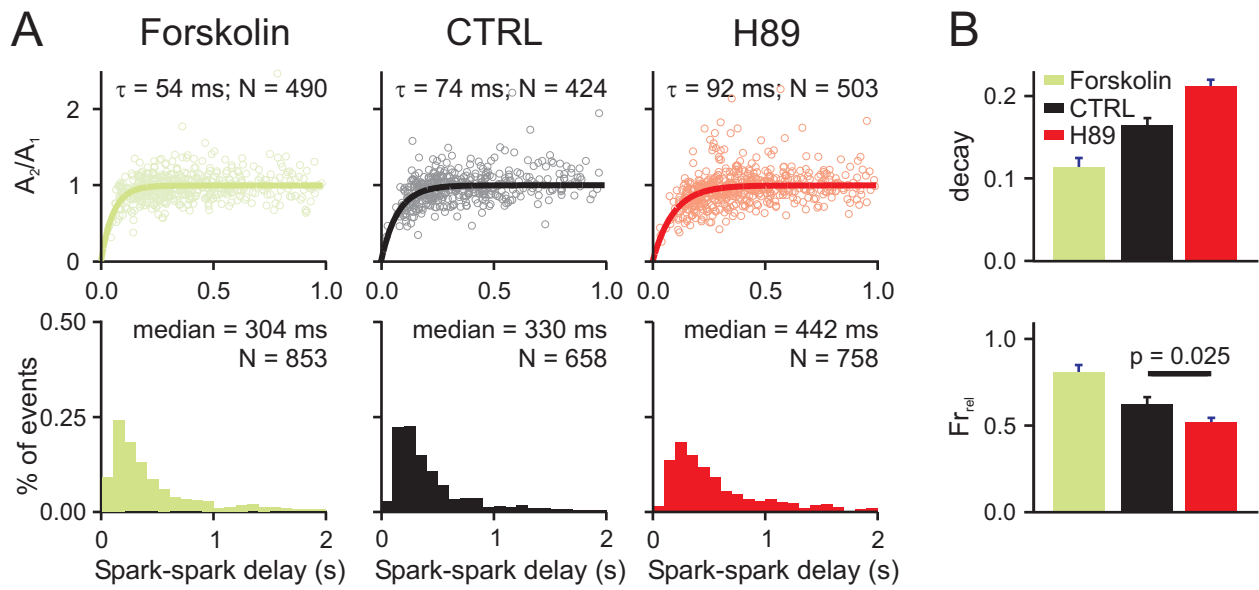 A
Forskolin
CTRL
H89
B
τ = 54 ms; N = 490
τ = 74 ms; N = 424
τ = 92 ms; N = 503
A2/A1
2
1
0
0.0 0.5 1.0
0.0 0.5 1.0
0.0 0.5 1.0
Forskolin
CTRL
H89
decay
0.2
0.1
0.0
% of events
0.50
0.25
0.00
median = 304 ms
N = 853
median = 330 ms
N = 658
median = 442 ms
N = 758
0 1 2
0 1 2
0 1 2
Spark-spark delay (s)
Spark-spark delay (s)
Spark-spark delay (s)
Frrel
1.0
0.5
0.0
p = 0.025